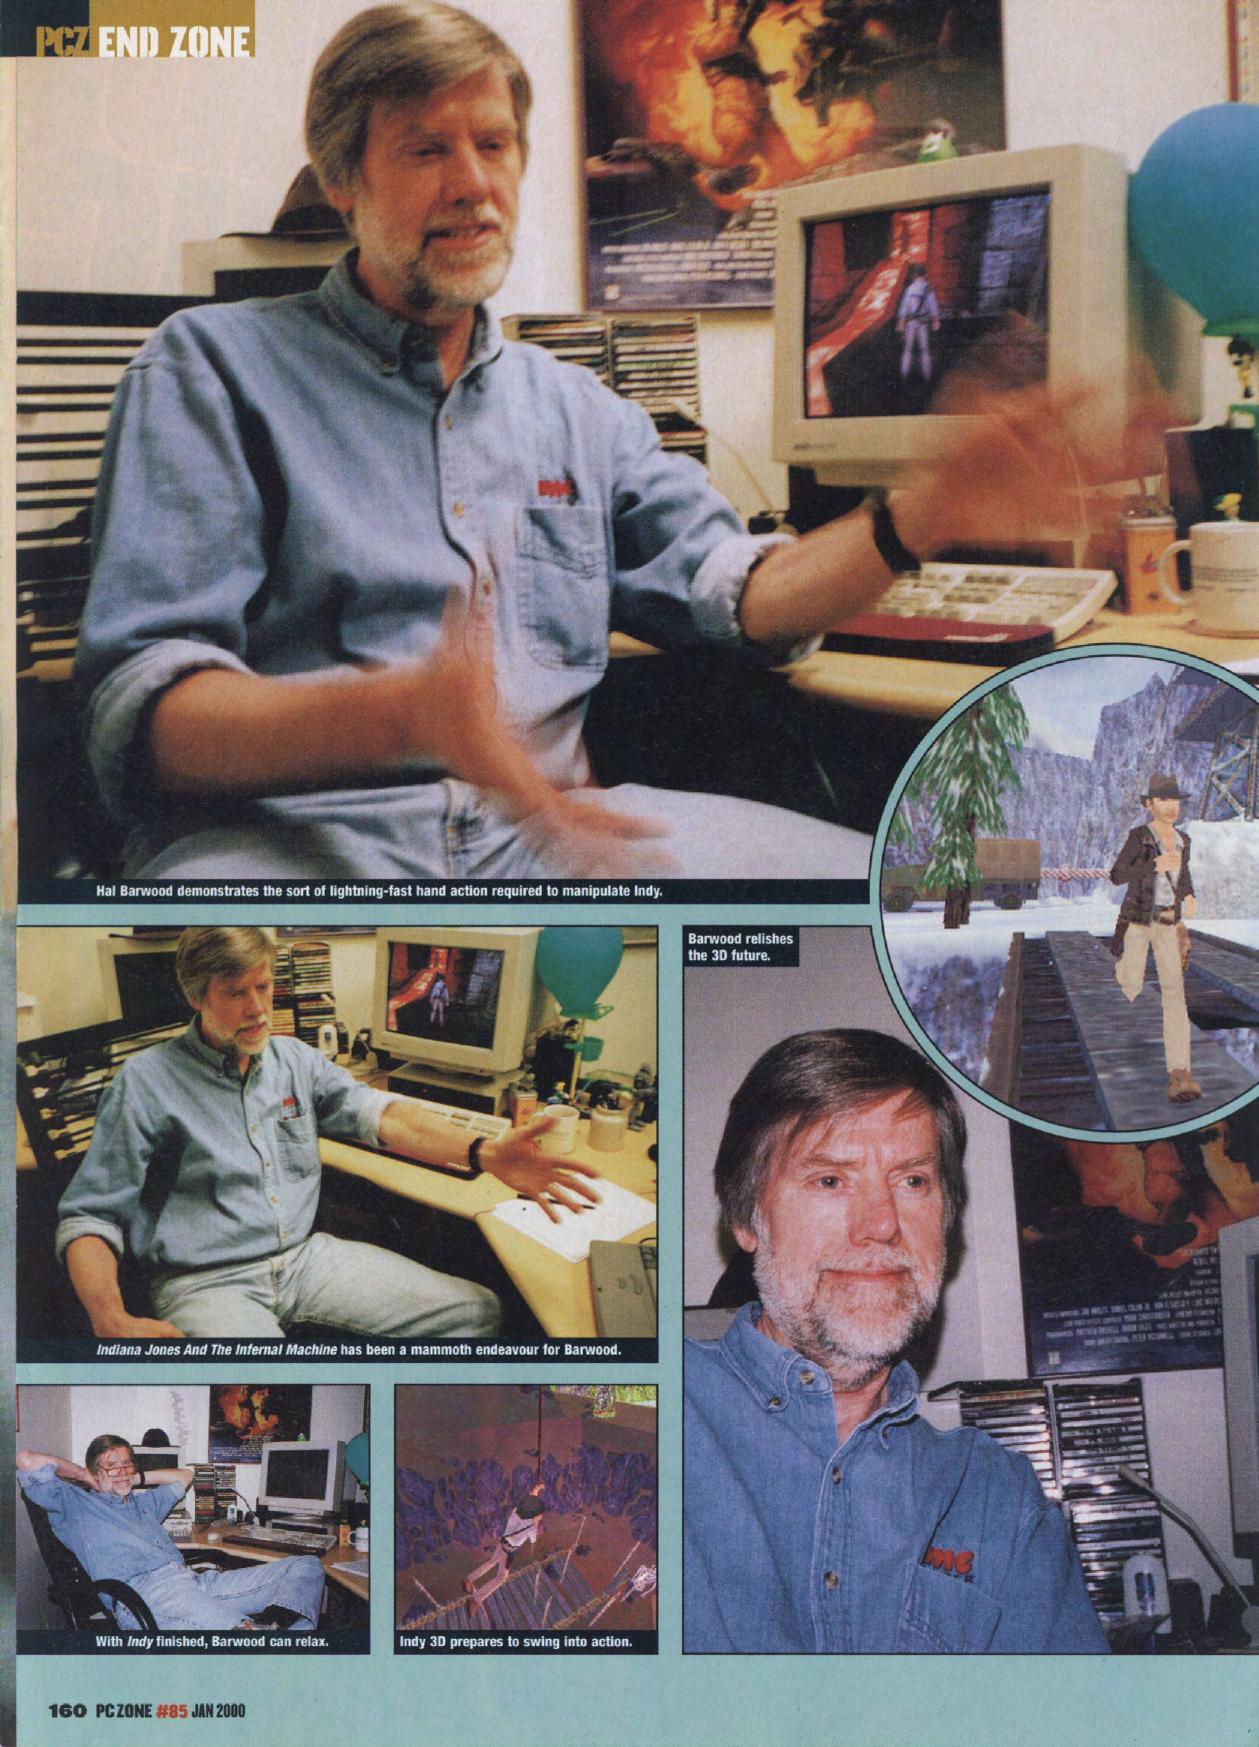 PCZ END ZONE
Hal Barwood demonstrates the sort of lightning-fast hand action required to manipulate Indy.
Barwood relishes
the 3D future.
Indiana Jones And The Infernal Machine has been a mammoth endeavour for Barwood.
With Indy finished, Barwood can relax.
Indy 3D prepares to swing into action.
160 PC ZONE #85 JAN 2000